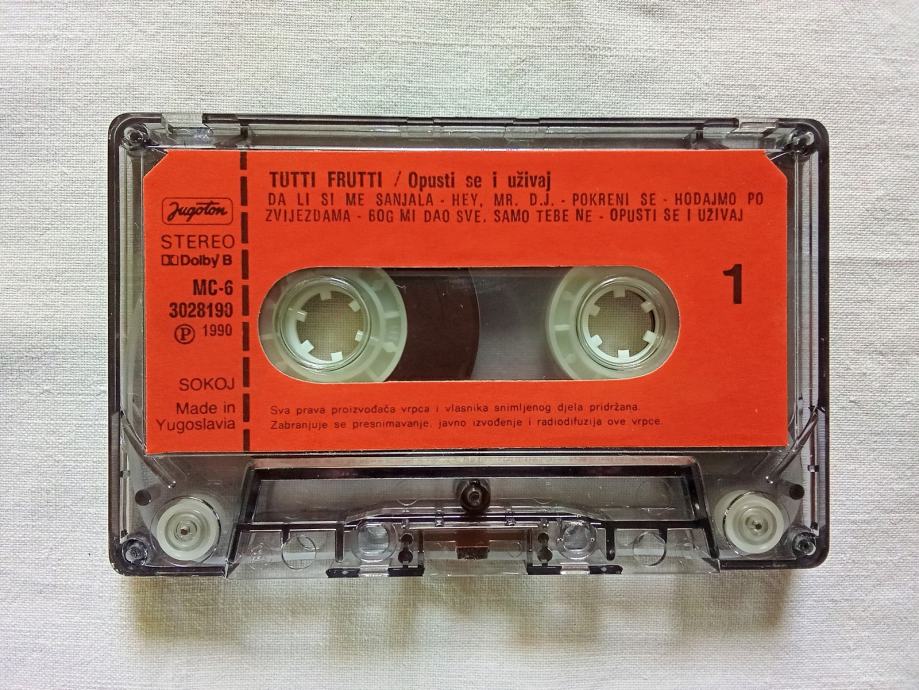 Jugoton
STEREO
Dolby B
MC-6
3028199
Ⓟ 1990
SOKOJ
Made in
Yugoslavia
TUTTI FRUTTI / Opusti se i uživaj
DA LI SI ME SANJALA - HEY, MR. D.J. - POKRENI SE - HODAJMO PO
ZVIJEZDAMA - BOG MI DAO SVE, SAMO TEBE NE - OPUSTI SE I UŽIVAJ
1
Sva prava proizvođača vrpca i vlasnika snimljenog djela pridržana.
Zabranjuje se presnimavanje, javno izvođenje i radiodifuzija ove vrpce.